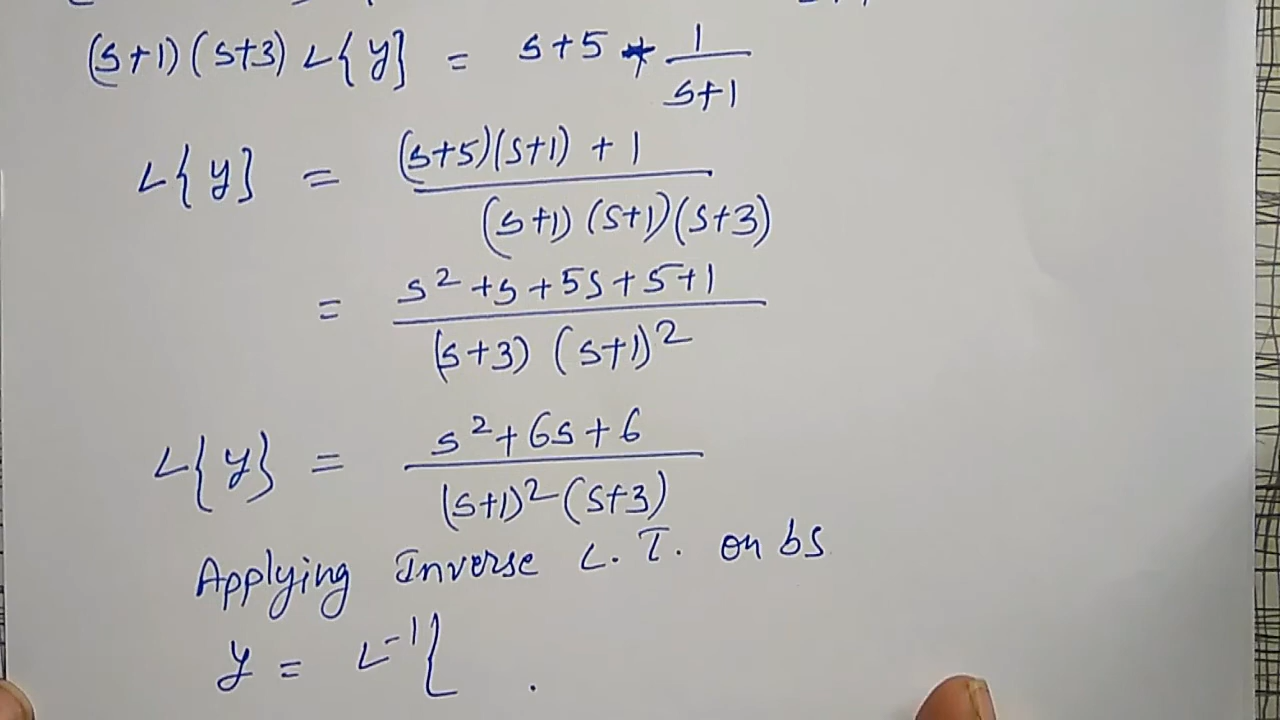 (s+1)(s+3) L{y} = s+5 + 1/(s+1)
L{y} = ((s+5)(s+1) + 1)/((s+1)(s+1)(s+3))
= (s²+s+5s+5+1)/((s+3)(s+1)²)
L{y} = (s²+6s+6)/((s+1)²(s+3))
Applying Inverse L.T. on bs
y = L⁻¹{